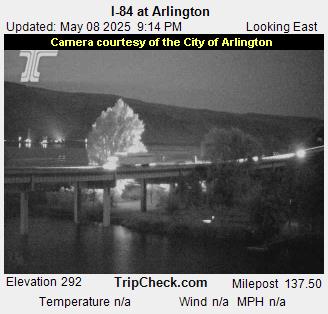 I-84 at Arlington
Updated: May 08 2025 9:14 PM Looking East
Camera courtesy of the City of Arlington
Elevation 292 TripCheck.com Milepost 137.50
Temperature n/a Wind n/a MPH n/a